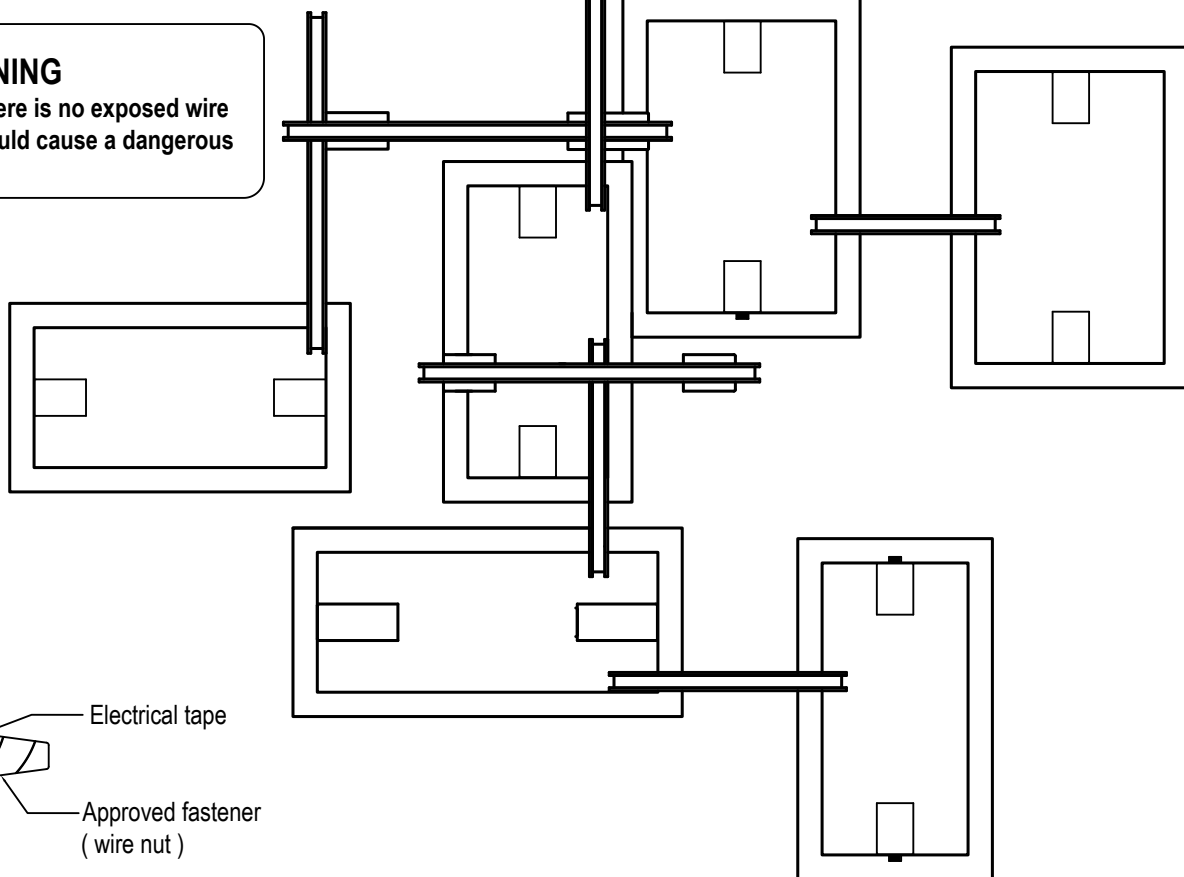 NING
ere is no exposed wire
uld cause a dangerous
Electrical tape
Approved fastener
( wire nut )